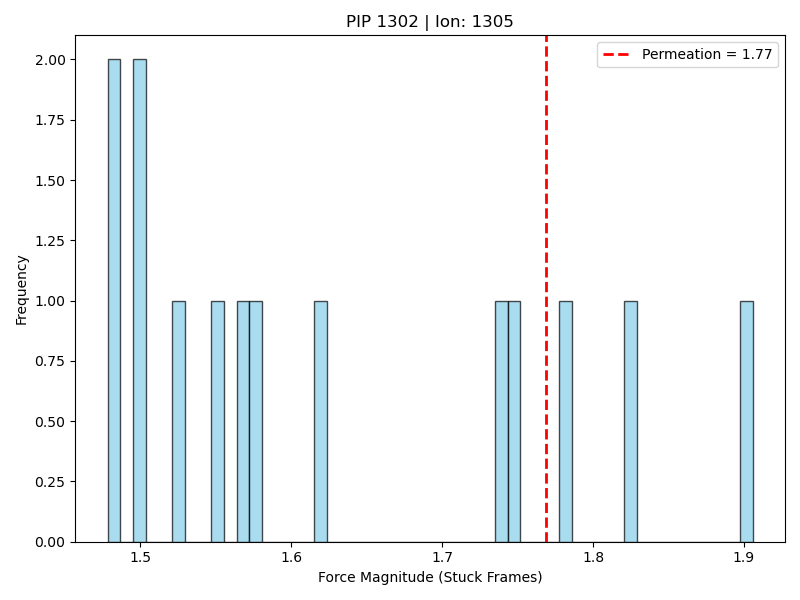 PIP 1302 | Ion: 1305
Permeation = 1.77
Frequency
2.00
1.75
1.50
1.25
1.00
0.75
0.50
0.25
0.00
1.5 1.6 1.7 1.8 1.9
Force Magnitude (Stuck Frames)